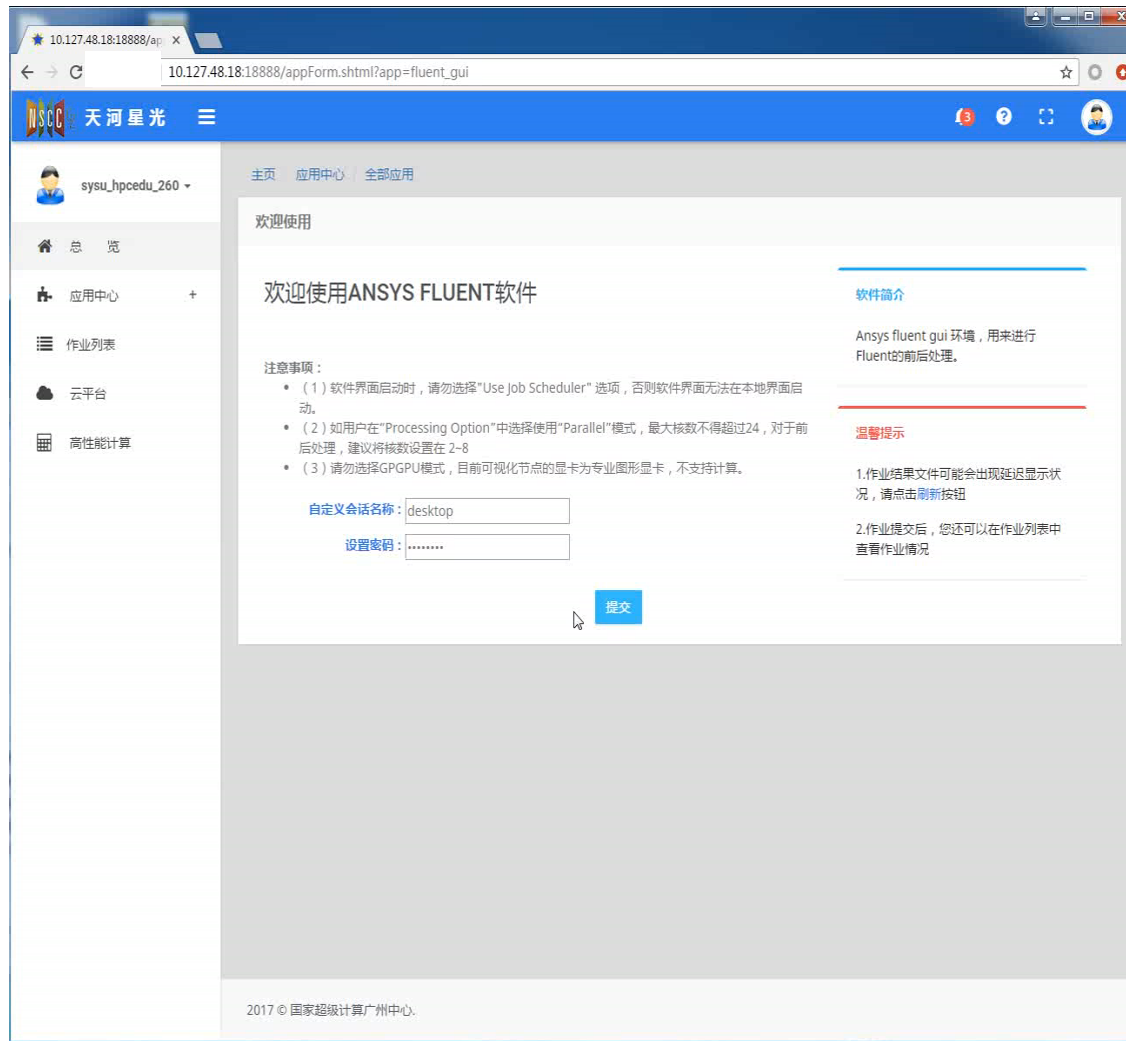 10.127.48.18:18888/ap
10.127.48.18:18888/appForm.shtml?app=fluent_gui
NSCC 天河星光
3
sysu_hpcedu_260
主页 应用中心 / 全部应用
欢迎使用
总 览
应用中心 +
作业列表
云平台
高性能计算
欢迎使用ANSYS FLUENT软件
注意事项：
• （1）软件界面启动时，请勿选择"Use Job Scheduler" 选项，否则软件界面无法在本地界面启
动。
• （2）如用户在"Processing Option"中选择使用"Parallel"模式，最大核数不得超过24，对于前
后处理，建议将核数设置在 2~8
• （3）请勿选择GPGPU模式，目前可视化节点的显卡为专业图形显卡，不支持计算。
自定义会话名称： desktop
设置密码： ........
提交
软件简介
Ansys fluent gui 环境，用来进行
Fluent的前后处理。
温馨提示
1.作业结果文件可能会出现延迟显示状
况，请点击刷新按钮
2.作业提交后，您还可以在作业列表中
查看作业情况
2017 © 国家超级计算广州中心.